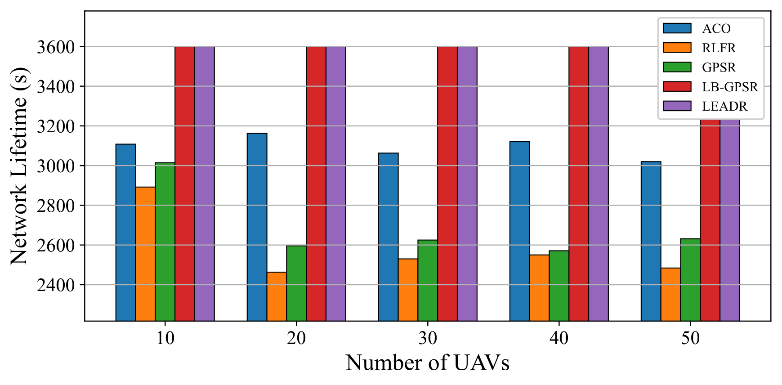 3600
3400
3200
3000
2800
2600
2400
Network Lifetime (s)
ACO
RLFR
GPSR
LB-GPSR
LEADR
10 20 30 40 50
Number of UAVs